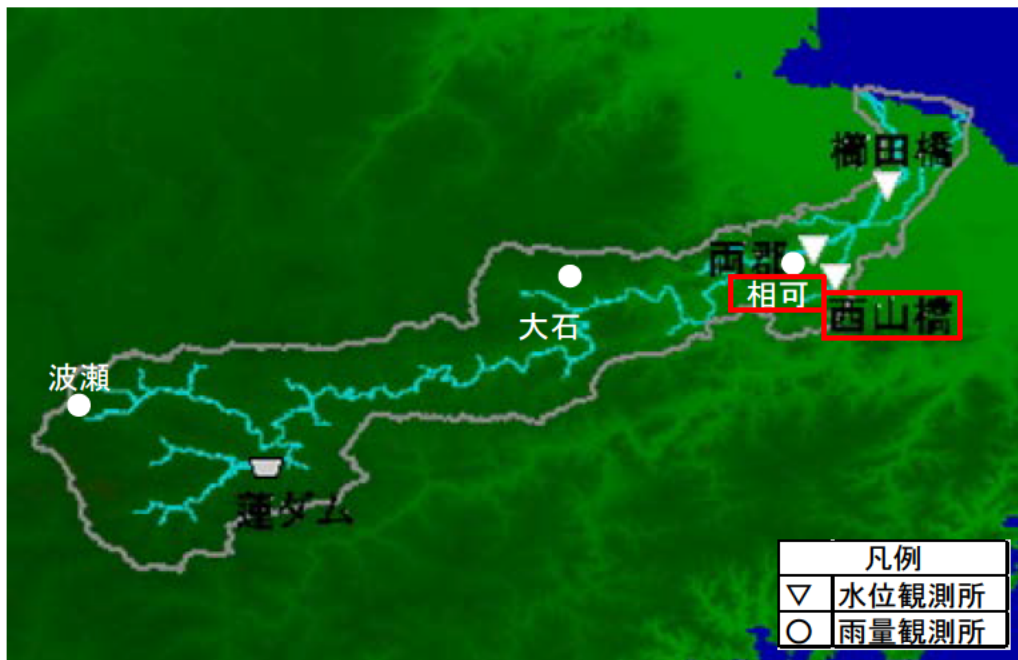 櫛田橋
両郡
相可
西山橋
大石
波瀬
蓮ダム
凡例
▽ 水位観測所
○ 雨量観測所